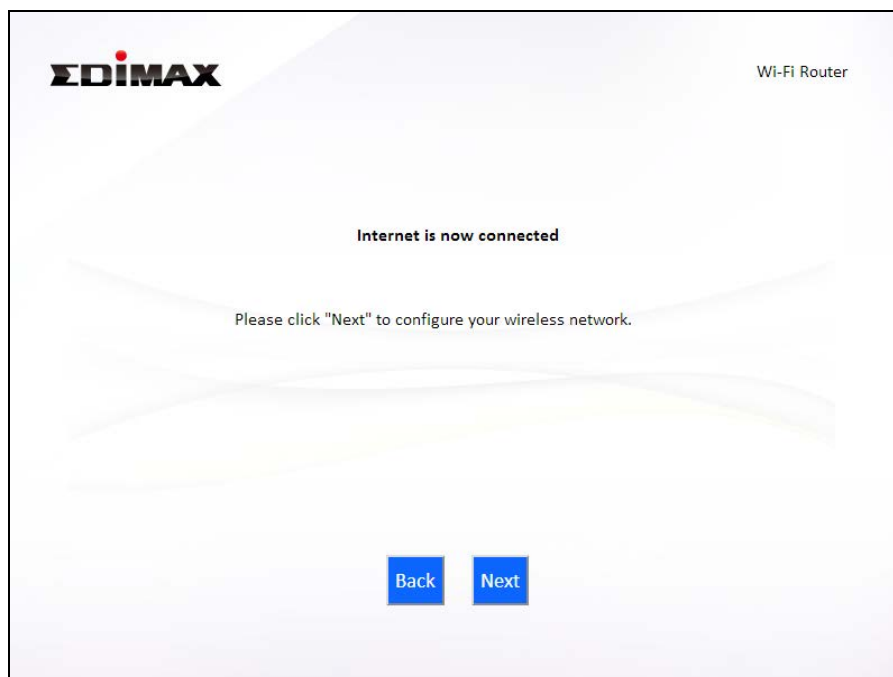 EDIMAX
Wi-Fi Router
Internet is now connected
Please click "Next" to configure your wireless network.
Back
Next